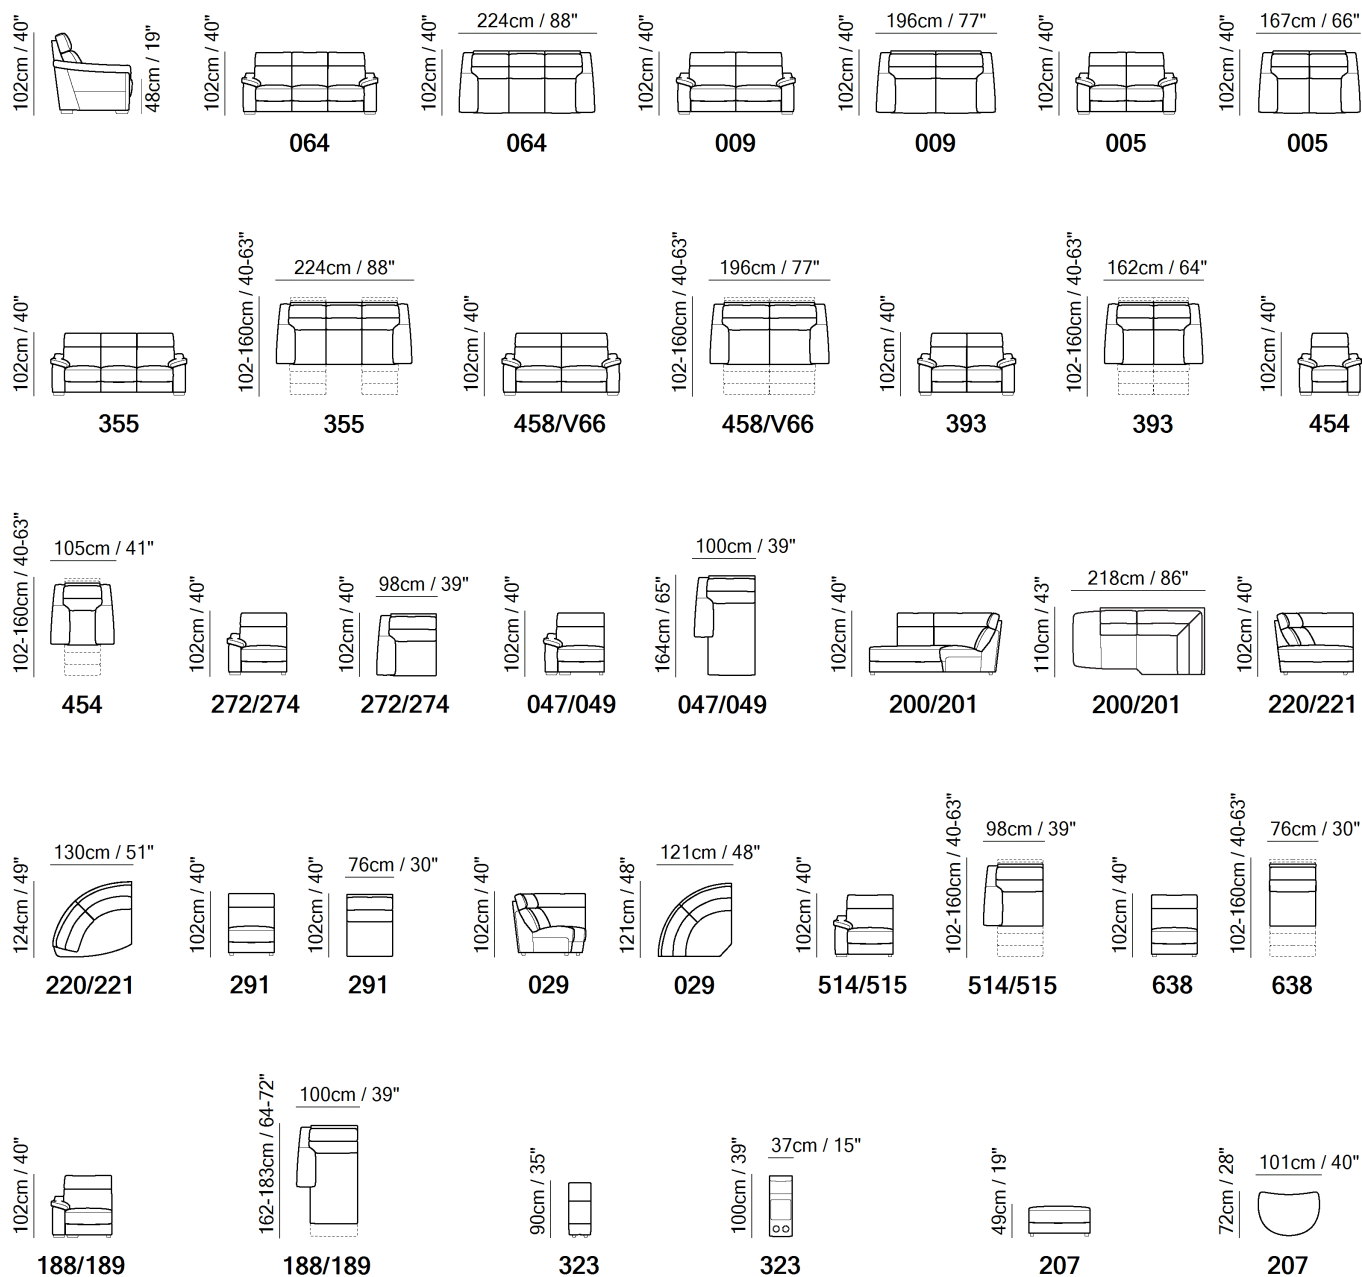 102cm / 40"
48cm / 19"
102cm / 40"
064
102cm / 40"
224cm / 88"
064
102cm / 40"
009
102cm / 40"
196cm / 77"
009
102cm / 40"
005
102cm / 40"
167cm / 66"
005
102cm / 40"
355
102-160cm / 40-63"
224cm / 88"
355
102cm / 40"
458/V66
102-160cm / 40-63"
196cm / 77"
458/V66
102cm / 40"
393
102-160cm / 40-63"
162cm / 64"
393
102cm / 40"
454
102-160cm / 40-63"
105cm / 41"
454
102cm / 40"
272/274
102cm / 40"
98cm / 39"
272/274
102cm / 40"
047/049
164cm / 65"
100cm / 39"
047/049
102cm / 40"
200/201
110cm / 43"
218cm / 86"
200/201
102cm / 40"
220/221
124cm / 49"
130cm / 51"
220/221
102cm / 40"
291
102cm / 40"
76cm / 30"
291
102cm / 40"
029
121cm / 48"
121cm / 48"
029
102cm / 40"
514/515
102-160cm / 40-63"
98cm / 39"
514/515
102cm / 40"
638
102-160cm / 40-63"
76cm / 30"
638
102cm / 40"
188/189
162-183cm / 64-72"
100cm / 39"
188/189
90cm / 35"
323
100cm / 39"
37cm / 15"
323
49cm / 19"
207
72cm / 28"
101cm / 40"
207